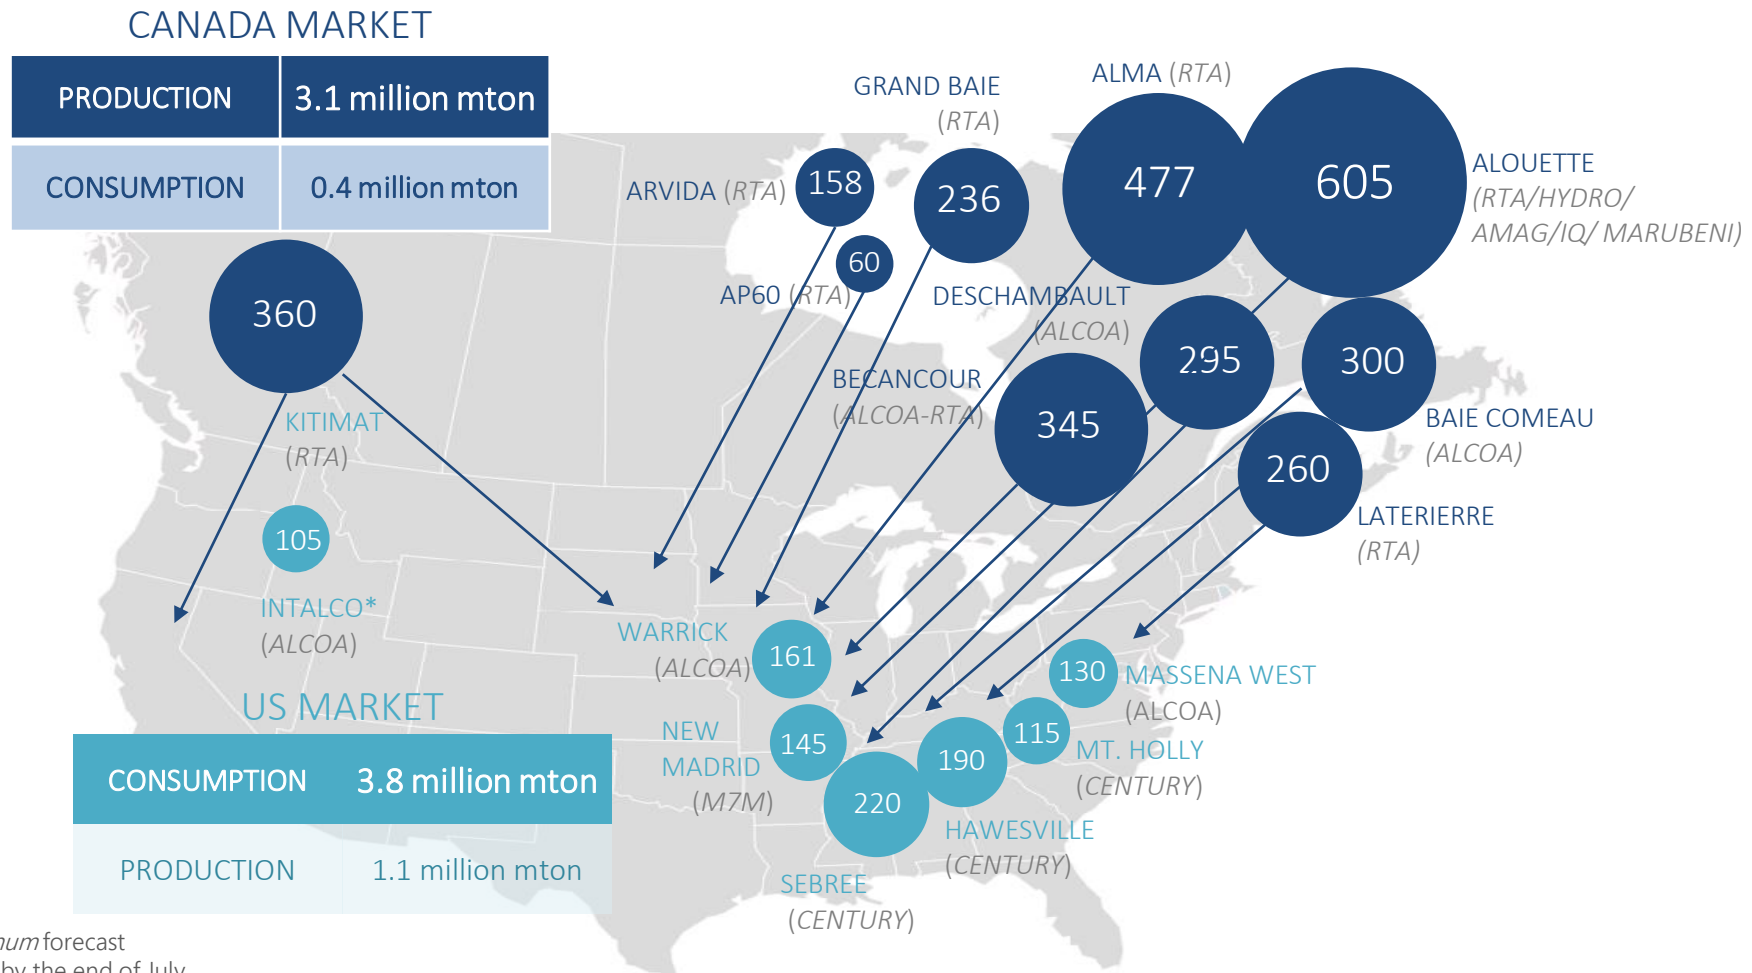 CANADA MARKET
PRODUCTION 3.1 million mton
CONSUMPTION 0.4 million mton
GRAND BAIE
(RTA)
ALMA (RTA)
ARVIDA (RTA)
158
236
477
605
ALOUETTE
(RTA/HYDRO/
AMAG/IQ/ MARUBENI)
60
AP60 (RTA)
DESCHAMBAULT
(ALCOA)
360
295
300
BECANCOUR
(ALCOA-RTA)
345
KITIMAT
(RTA)
BAIE COMEAU
(ALCOA)
260
LATERIERRE
(RTA)
105
INTALCO*
(ALCOA)
WARRICK
(ALCOA)
161
130
MASSENA WEST
(ALCOA)
US MARKET
NEW
MADRID
(M7M)
145
190
115
MT. HOLLY
(CENTURY)
CONSUMPTION 3.8 million mton
220
HAWESVILLE
(CENTURY)
PRODUCTION 1.1 million mton
SEBREE
(CENTURY)
forecast
by the end of July